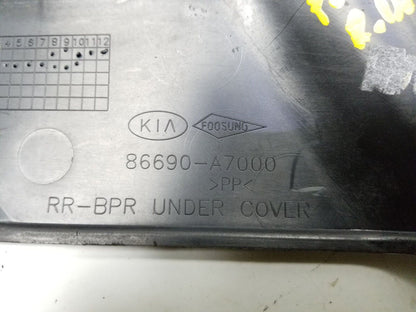 4 5 6 7 8 9 10 11 12
KIA FOOSUNG
86690-A7000
>PP<
RR-BPR UNDER COVER